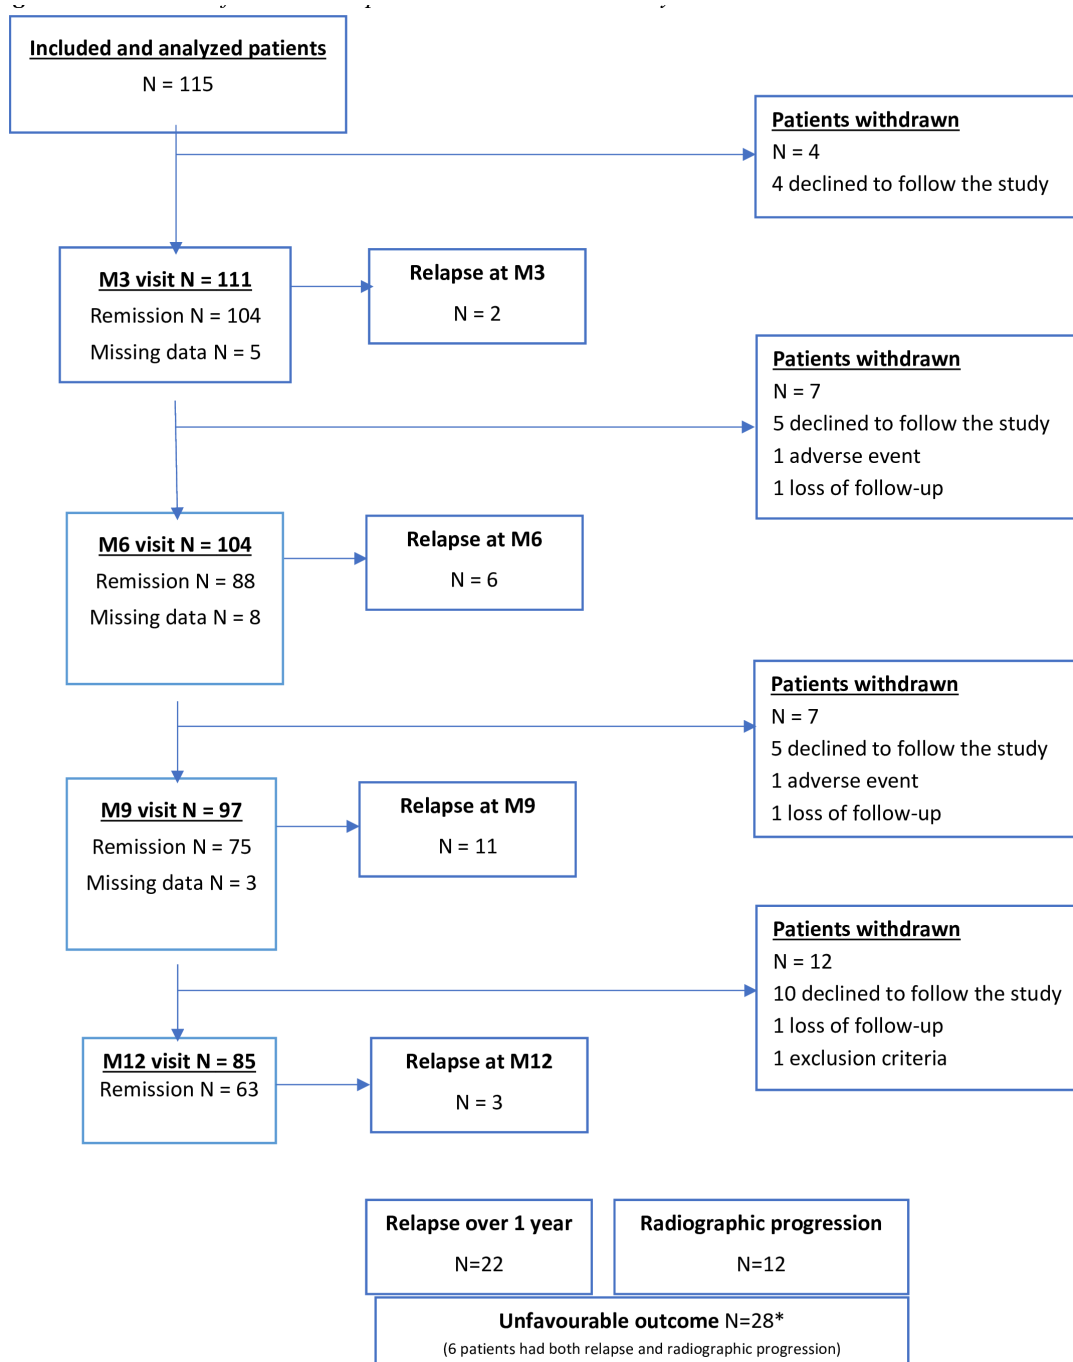 Included and analyzed patients
N = 115
Patients withdrawn
N = 4
4 declined to follow the study
M3 visit N = 111
Remission N = 104
Missing data N = 5
Relapse at M3
N = 2
Patients withdrawn
N = 7
5 declined to follow the study
1 adverse event
1 loss of follow-up
M6 visit N = 104
Remission N = 88
Missing data N = 8
Relapse at M6
N = 6
Patients withdrawn
N = 7
5 declined to follow the study
1 adverse event
1 loss of follow-up
M9 visit N = 97
Remission N = 75
Missing data N = 3
Relapse at M9
N = 11
Patients withdrawn
N = 12
10 declined to follow the study
1 loss of follow-up
1 exclusion criteria
M12 visit N = 85
Remission N = 63
Relapse at M12
N = 3
Relapse over 1 year
N=22
Radiographic progression
N=12
Unfavourable outcome N=28*
(6 patients had both relapse and radiographic progression)